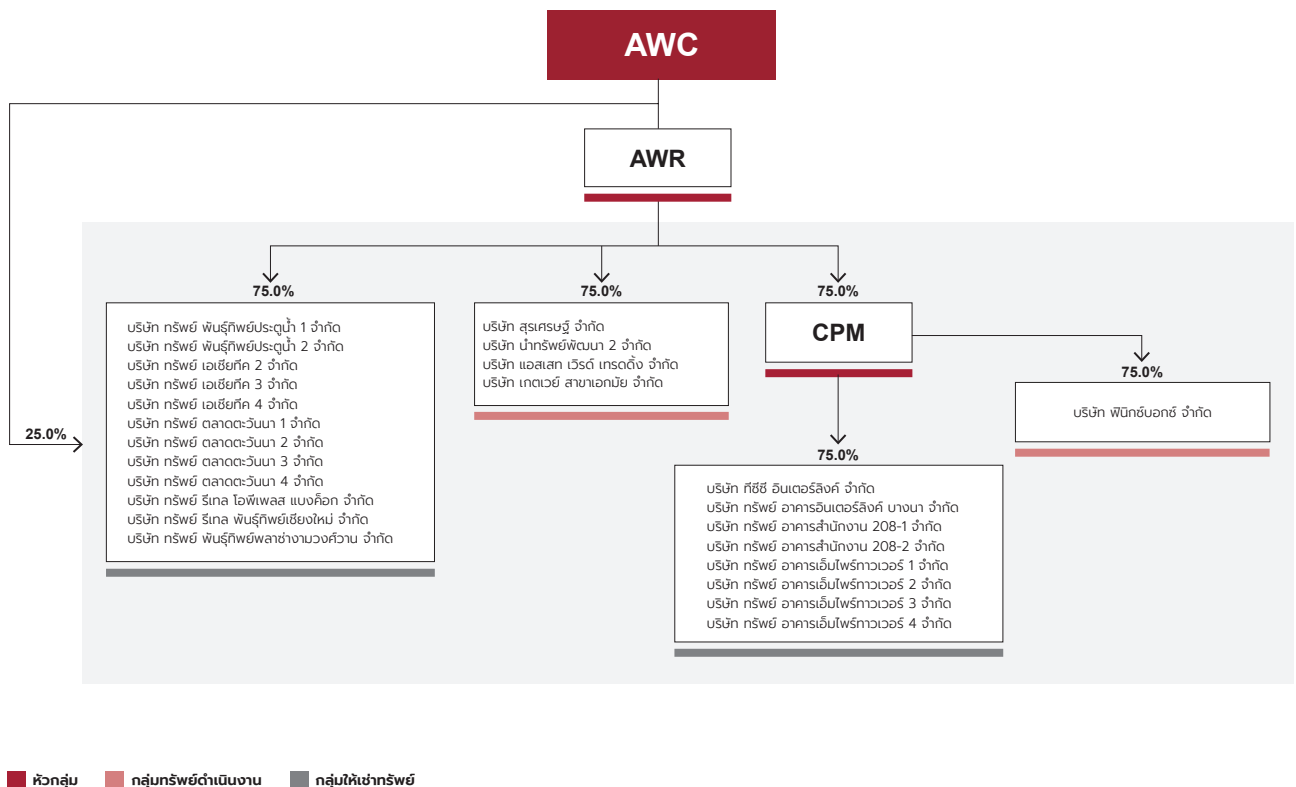 AWC
AWR
75.0%
75.0%
75.0%
บริษัท ทรัพย์ พันธุ์ทิพย์ประตูน้ำ 1 จำกัด
บริษัท ทรัพย์ พันธุ์ทิพย์ประตูน้ำ 2 จำกัด
บริษัท ทรัพย์ เอเชียทีค 2 จำกัด
บริษัท ทรัพย์ เอเชียทีค 3 จำกัด
บริษัท ทรัพย์ เอเชียทีค 4 จำกัด
บริษัท ทรัพย์ ตลาดตะวันนา 1 จำกัด
บริษัท ทรัพย์ ตลาดตะวันนา 2 จำกัด
บริษัท ทรัพย์ ตลาดตะวันนา 3 จำกัด
บริษัท ทรัพย์ ตลาดตะวันนา 4 จำกัด
บริษัท ทรัพย์ รีเทล โอพีเพลส แบงค็อก จำกัด
บริษัท ทรัพย์ รีเทล พันธุ์ทิพย์เชียงใหม่ จำกัด
บริษัท ทรัพย์ พันธุ์ทิพย์พลาซ่างามวงศ์วาน จำกัด
บริษัท สุรเศรษฐ์ จำกัด
บริษัท นำทรัพย์พัฒนา 2 จำกัด
บริษัท แอสเสท เวิรด์ เทรดดิ้ง จำกัด
บริษัท เกตเวย์ สาขาเอกมัย จำกัด
CPM
75.0%
บริษัท ฟีนิกซ์บอกซ์ จำกัด
25.0%
75.0%
บริษัท ทีซีซี อินเตอร์ลิงค์ จำกัด
บริษัท ทรัพย์ อาคารอินเตอร์ลิงค์ บางนา จำกัด
บริษัท ทรัพย์ อาคารสำนักงาน 208-1 จำกัด
บริษัท ทรัพย์ อาคารสำนักงาน 208-2 จำกัด
บริษัท ทรัพย์ อาคารเอ็มไพร์ทาวเวอร์ 1 จำกัด
บริษัท ทรัพย์ อาคารเอ็มไพร์ทาวเวอร์ 2 จำกัด
บริษัท ทรัพย์ อาคารเอ็มไพร์ทาวเวอร์ 3 จำกัด
บริษัท ทรัพย์ อาคารเอ็มไพร์ทาวเวอร์ 4 จำกัด
หัวกลุ่ม กลุ่มทรัพย์ดำเนินงาน กลุ่มให้เช่าทรัพย์